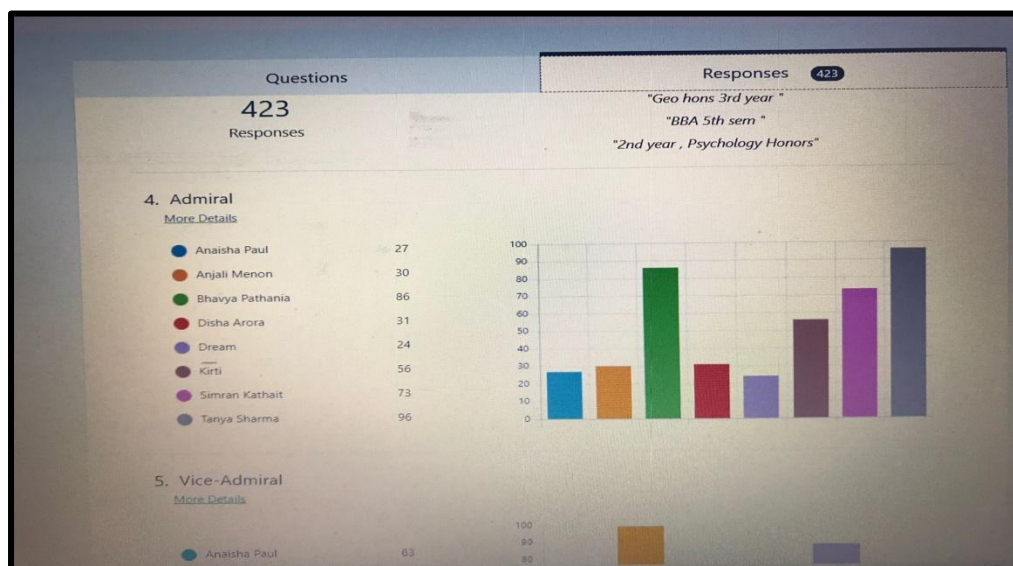 Questions
Responses 423
423
Responses
"Geo hons 3rd year "
"BBA 5th sem "
"2nd year , Psychology Honors"
4. Admiral
More Details
Anaisha Paul 27
Anjali Menon 30
Bhavya Pathania 86
Disha Arora 31
Dream 24
Kirti 56
Simran Kathait 73
Tanya Sharma 96
100
90
80
70
60
50
40
30
20
10
0
5. Vice-Admiral
More Details
Anaisha Paul 63
100
90
80